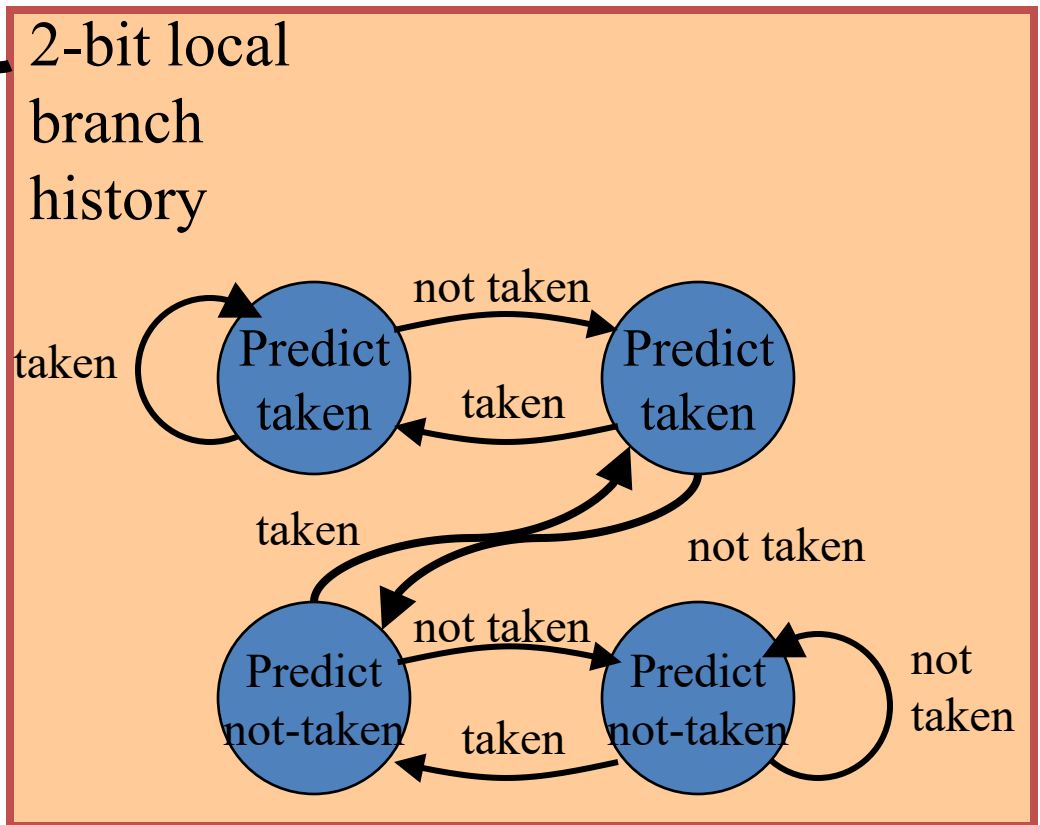 2-bit local
branch
history
not taken
Predict
taken
Predict
taken
taken
taken
taken
not taken
not taken
Predict
not-taken
Predict
not-taken
not
taken
taken